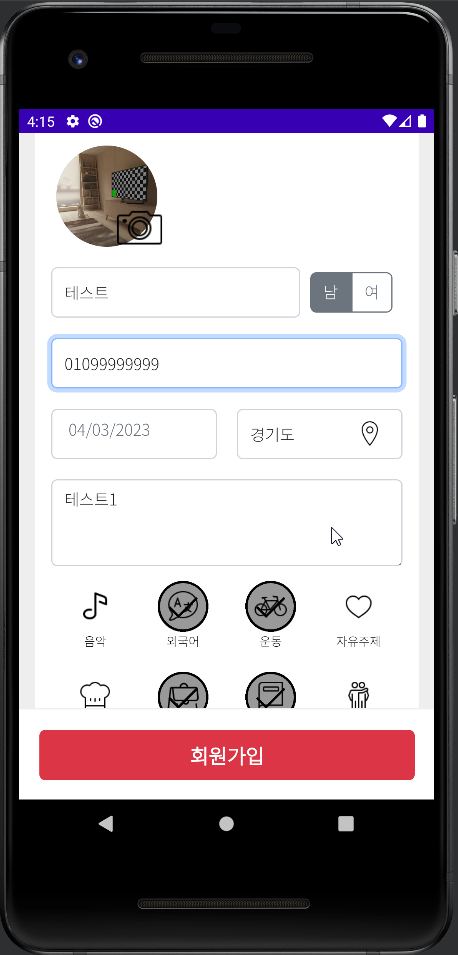 4:15
테스트
남 여
01099999999
04/03/2023 경기도
테스트1
음악 외국어 운동 자유주제
회원가입